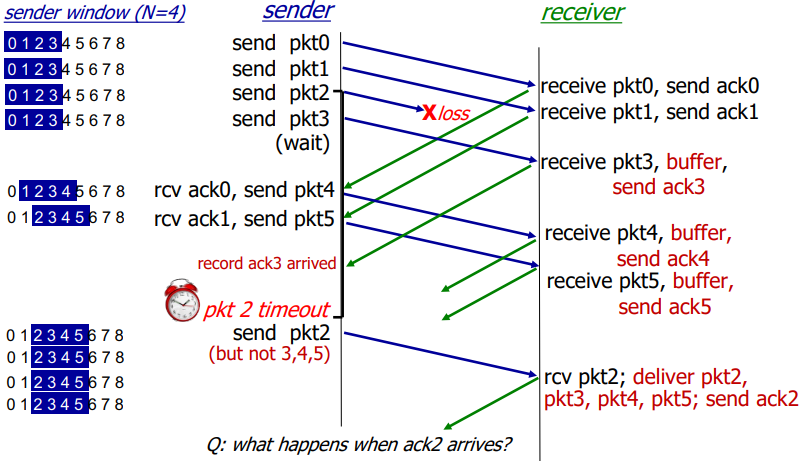 sender window (N=4)
sender
receiver
0 1 2 3 4 5 6 7 8
send pkt0
0 1 2 3 4 5 6 7 8
send pkt1
0 1 2 3 4 5 6 7 8
send pkt2
0 1 2 3 4 5 6 7 8
send pkt3
(wait)
X loss
receive pkt0, send ack0
receive pkt1, send ack1
receive pkt3, buffer,
send ack3
0 1 2 3 4 5 6 7 8
rcv ack0, send pkt4
0 1 2 3 4 5 6 7 8
rcv ack1, send pkt5
record ack3 arrived
receive pkt4, buffer,
send ack4
receive pkt5, buffer,
send ack5
pkt 2 timeout
0 1 2 3 4 5 6 7 8
send pkt2
0 1 2 3 4 5 6 7 8
(but not 3,4,5)
0 1 2 3 4 5 6 7 8
0 1 2 3 4 5 6 7 8
rcv pkt2; deliver pkt2,
pkt3, pkt4, pkt5; send ack2
Q: what happens when ack2 arrives?